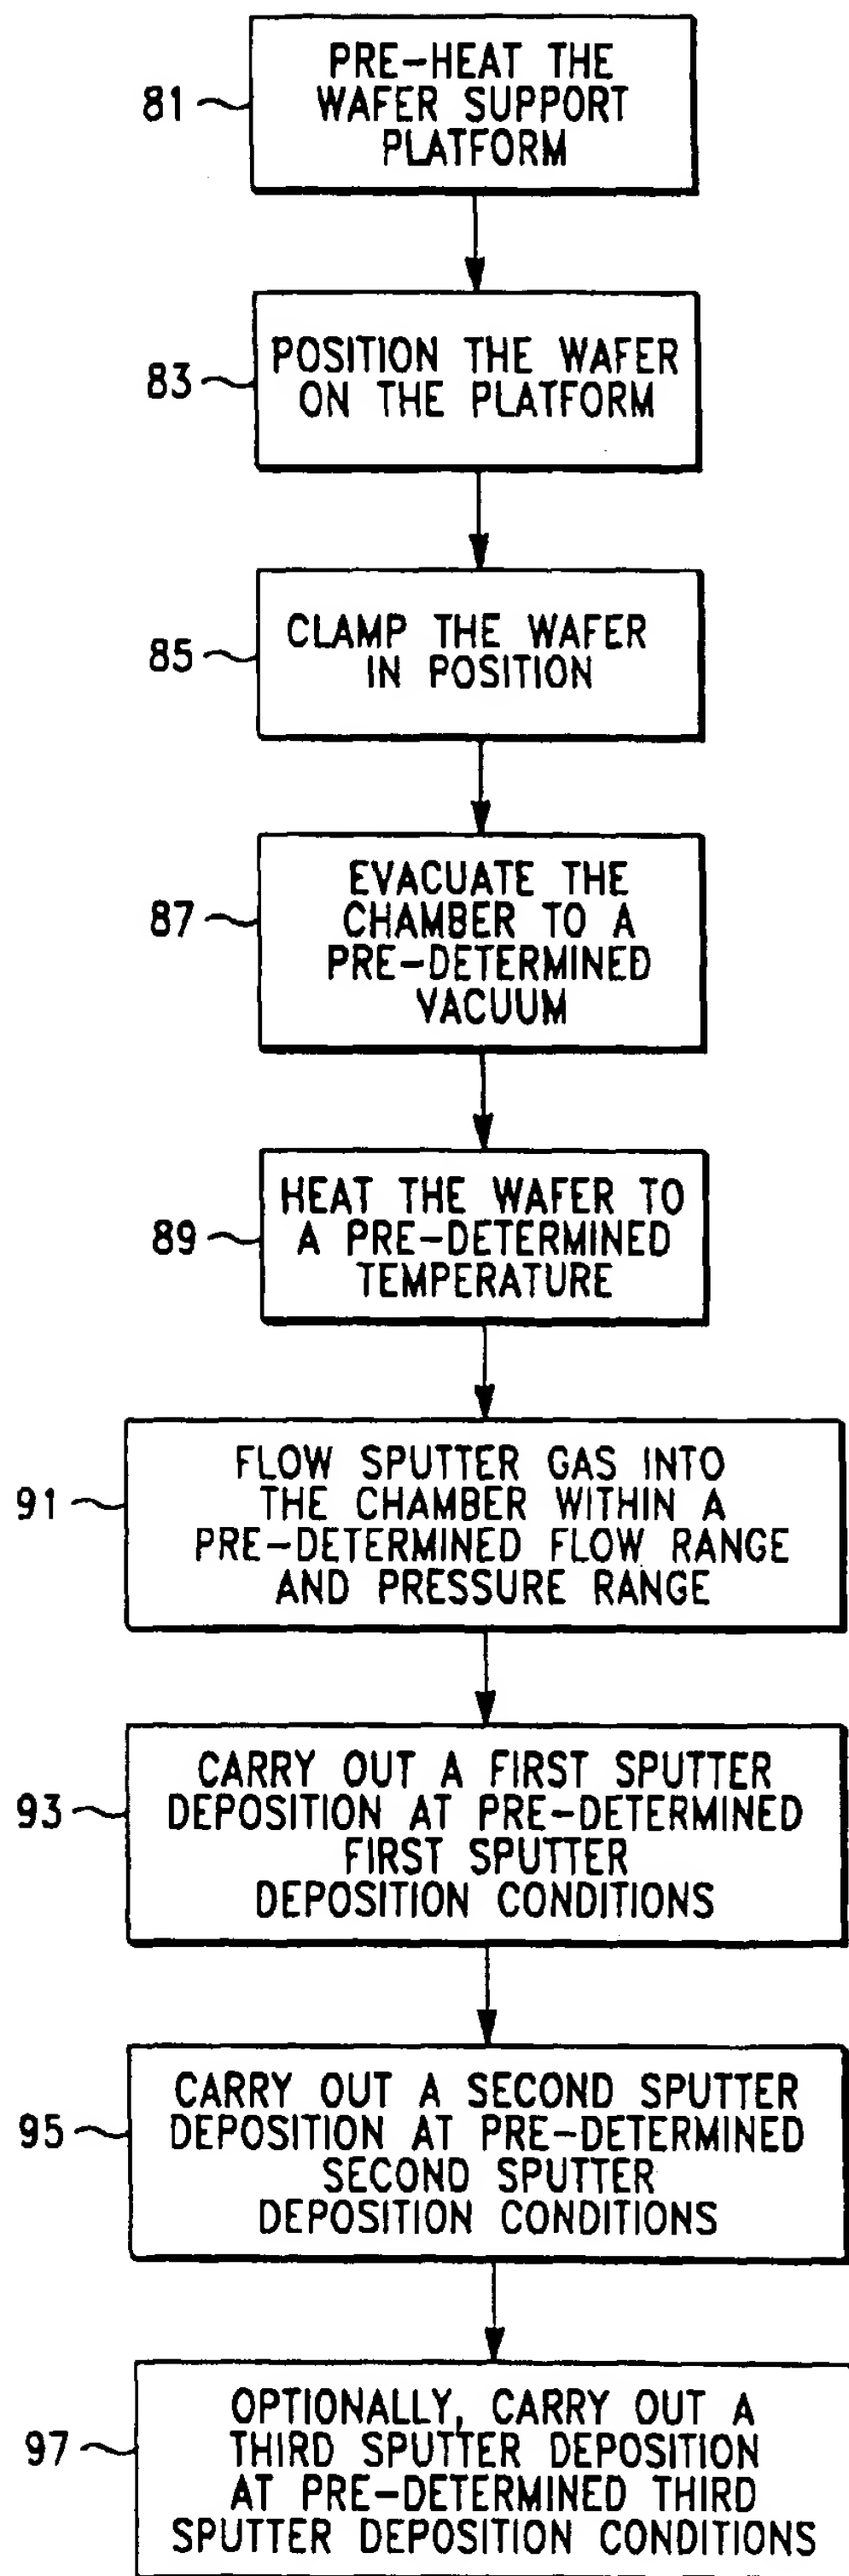 81
PRE-HEAT THE
WAFER SUPPORT
PLATFORM
83
POSITION THE WAFER
ON THE PLATFORM
85
CLAMP THE WAFER
IN POSITION
87
EVACUATE THE
CHAMBER TO A
PRE-DETERMINED
VACUUM
89
HEAT THE WAFER TO
A PRE-DETERMINED
TEMPERATURE
91
FLOW SPUTTER GAS INTO
THE CHAMBER WITHIN A
PRE-DETERMINED FLOW RANGE
AND PRESSURE RANGE
93
CARRY OUT A FIRST SPUTTER
DEPOSITION AT PRE-DETERMINED
FIRST SPUTTER
DEPOSITION CONDITIONS
95
CARRY OUT A SECOND SPUTTER
DEPOSITION AT PRE-DETERMINED
SECOND SPUTTER
DEPOSITION CONDITIONS
97
OPTIONALLY, CARRY OUT A
THIRD SPUTTER DEPOSITION
AT PRE-DETERMINED THIRD
SPUTTER DEPOSITION CONDITIONS